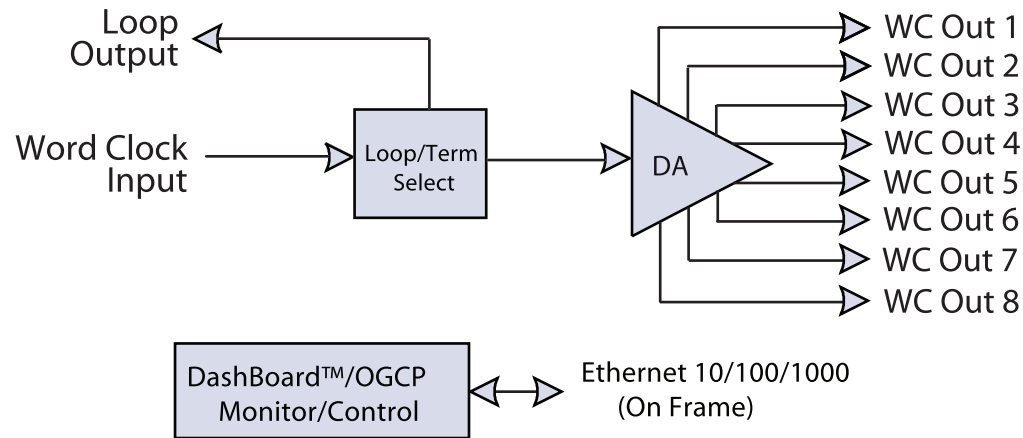 Loop
Output
Word Clock
Input
Loop/Term
Select
DA
WC Out 1
WC Out 2
WC Out 3
WC Out 4
WC Out 5
WC Out 6
WC Out 7
WC Out 8
DashBoard™/OGCP
Monitor/Control
Ethernet 10/100/1000
(On Frame)